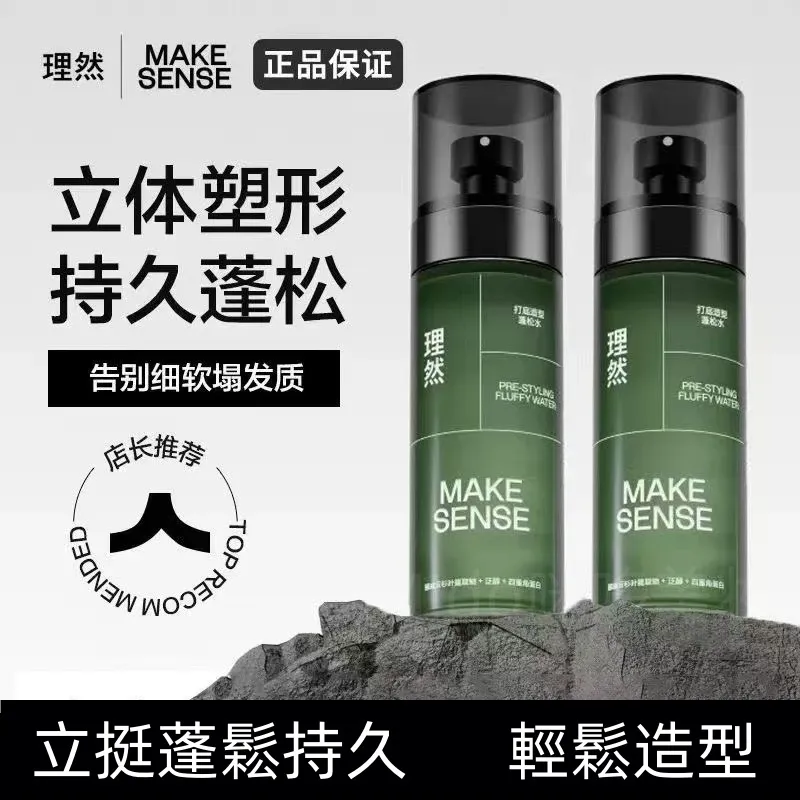 理然
MAKE
SENSE
正品保证
立体塑形
持久蓬松
告别细软塌发质
店长推荐
TOP RECOM MENDED
打底造型
蓬松水
理
然
PRE-STYLING
FLUFFY WATER
MAKE
SENSE
打底造型
蓬松水
理
然
PRE-STYLING
FLUFFY WATER
MAKE
SENSE
立挺蓬鬆持久
輕鬆造型